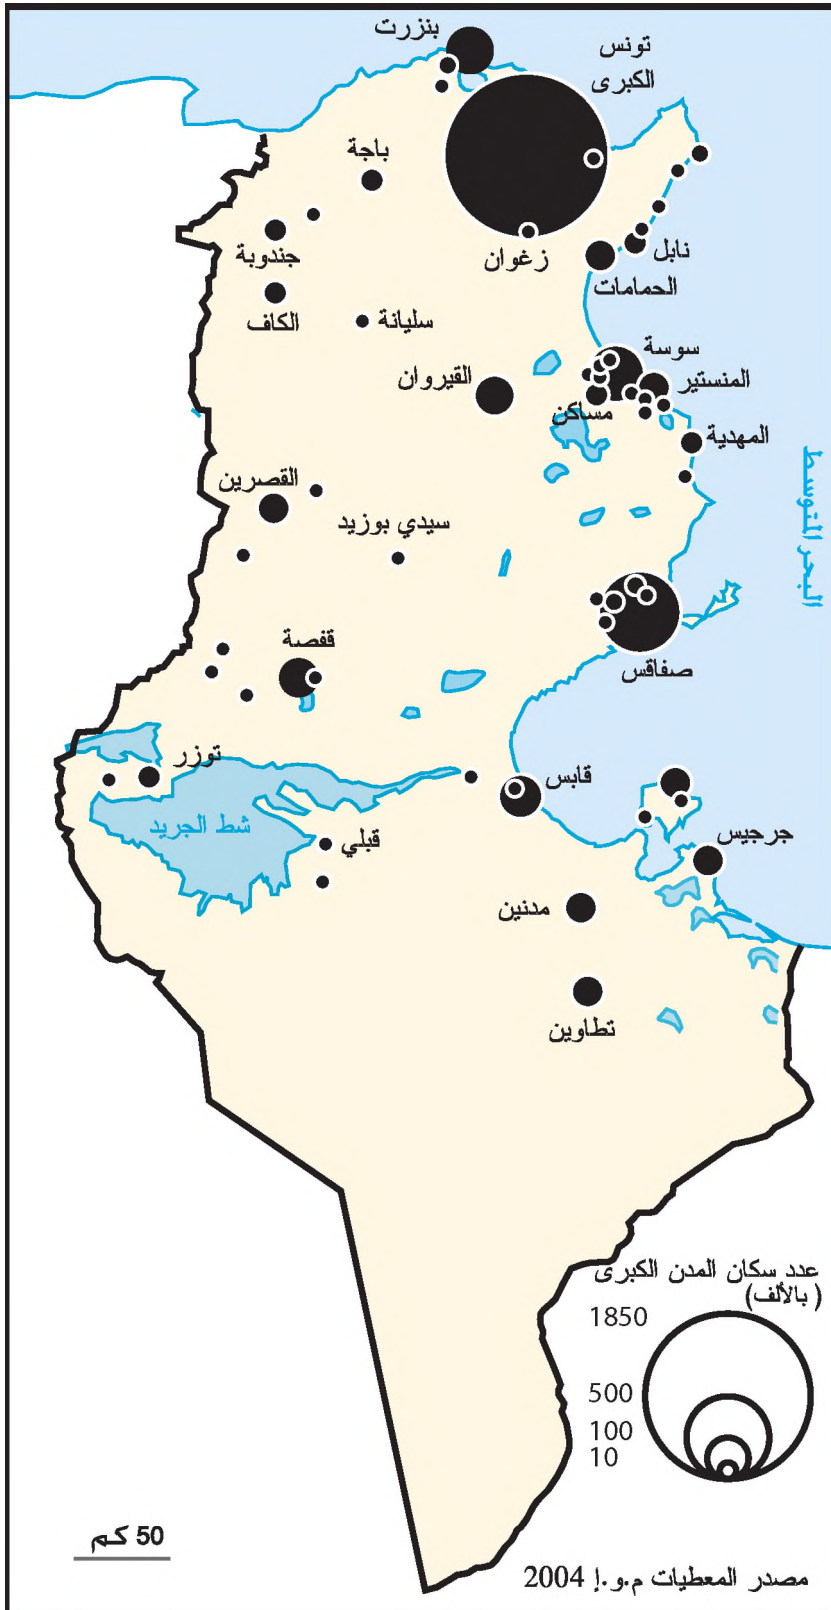 بنزرت
تونس
الكبرى
باجة
جندوبة
زغوان
نابل
الحمامات
الكاف
سليانة
سوسة
القيروان
المنستير
مساكن
المهدية
القصرين
سيدي بوزيد
البحر المتوسط
قفصة
صفاقس
توزر
قابس
شط الجريد
قبلي
جرجيس
مدنين
تطاوين
عدد سكان المدن الكبرى
(بالألف)
1850
500
100
10
50 كم
مصدر المعطيات م.و.إ 2004